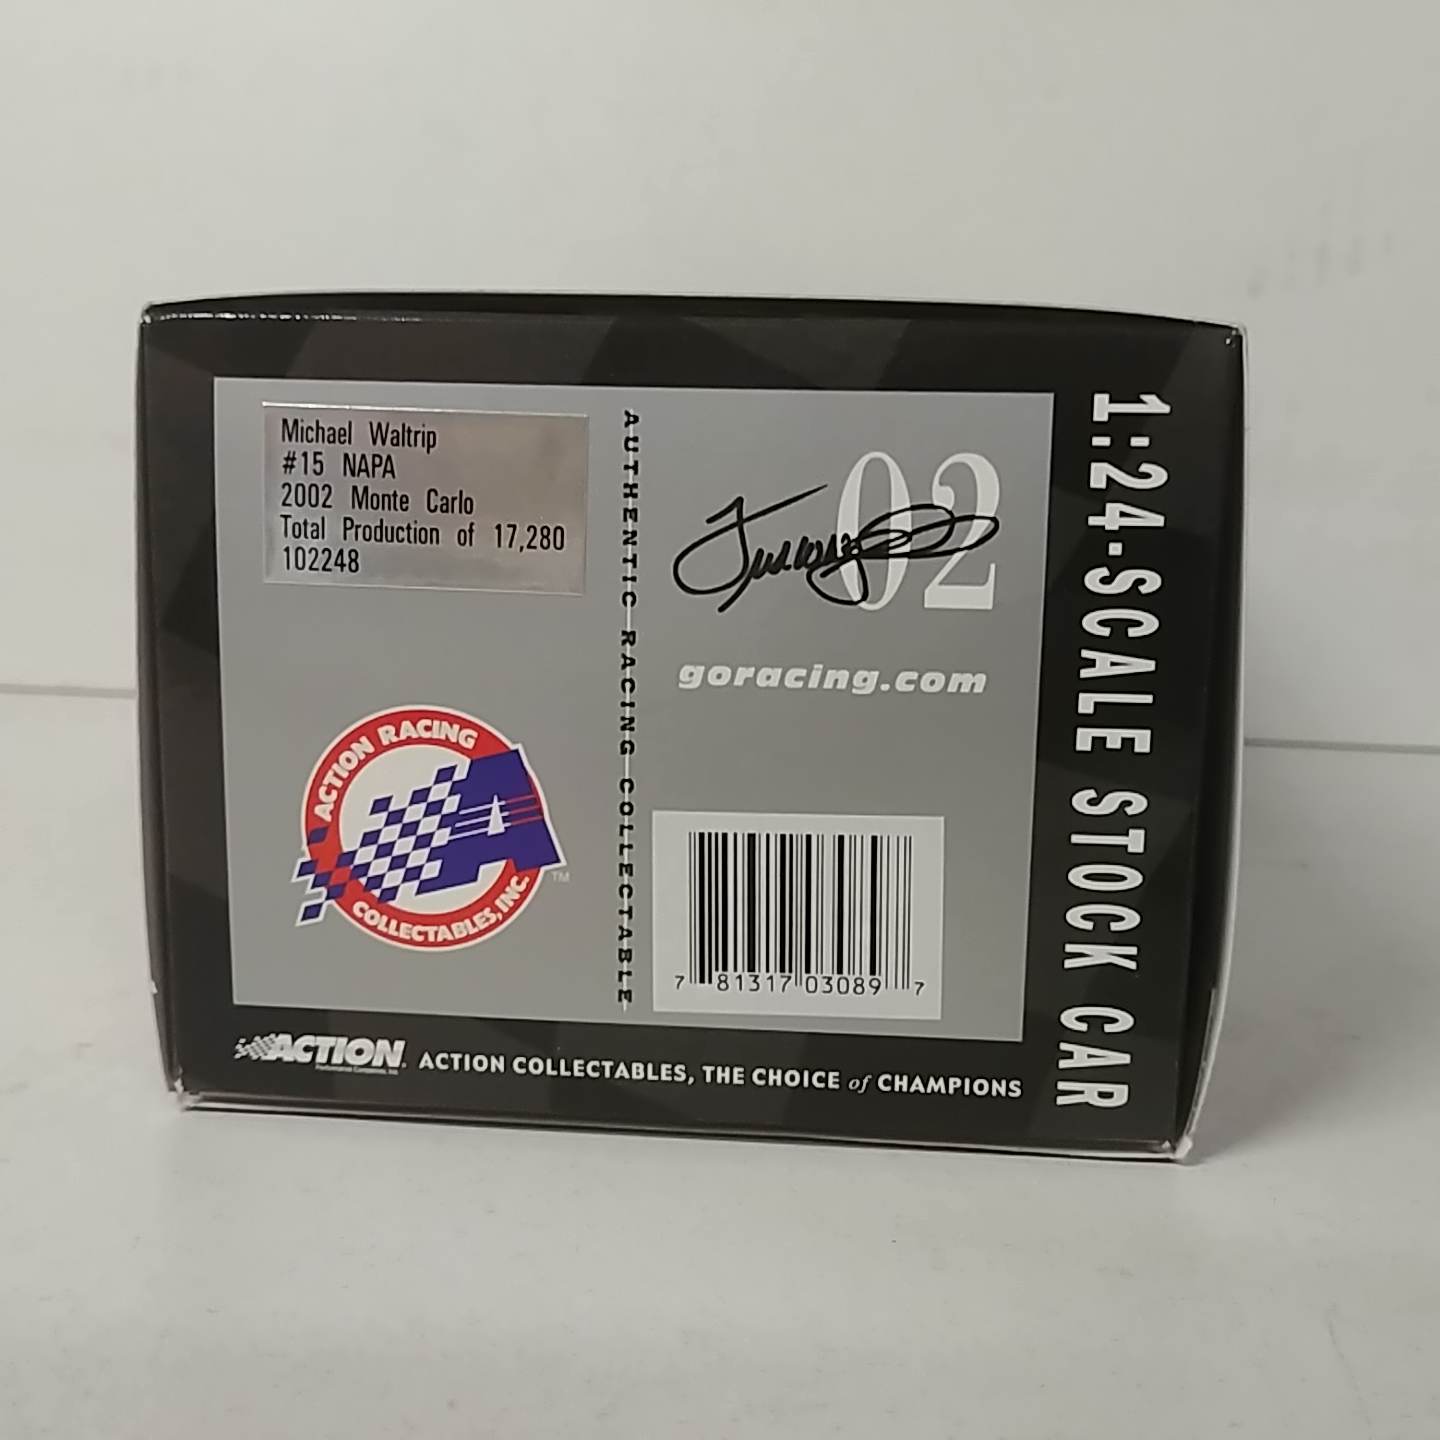 Michael Waltrip
#15 NAPA
2002 Monte Carlo
Total Production of 17,280
102248
AUTHENTIC RACING COLLECTABLE
02
goracing.com
ACTION RACING
COLLECTABLES, INC.
TM
7 81317 03089 7
ACTION
ACTION COLLECTABLES, THE CHOICE of CHAMPIONS
1:24-SCALE STOCK CAR